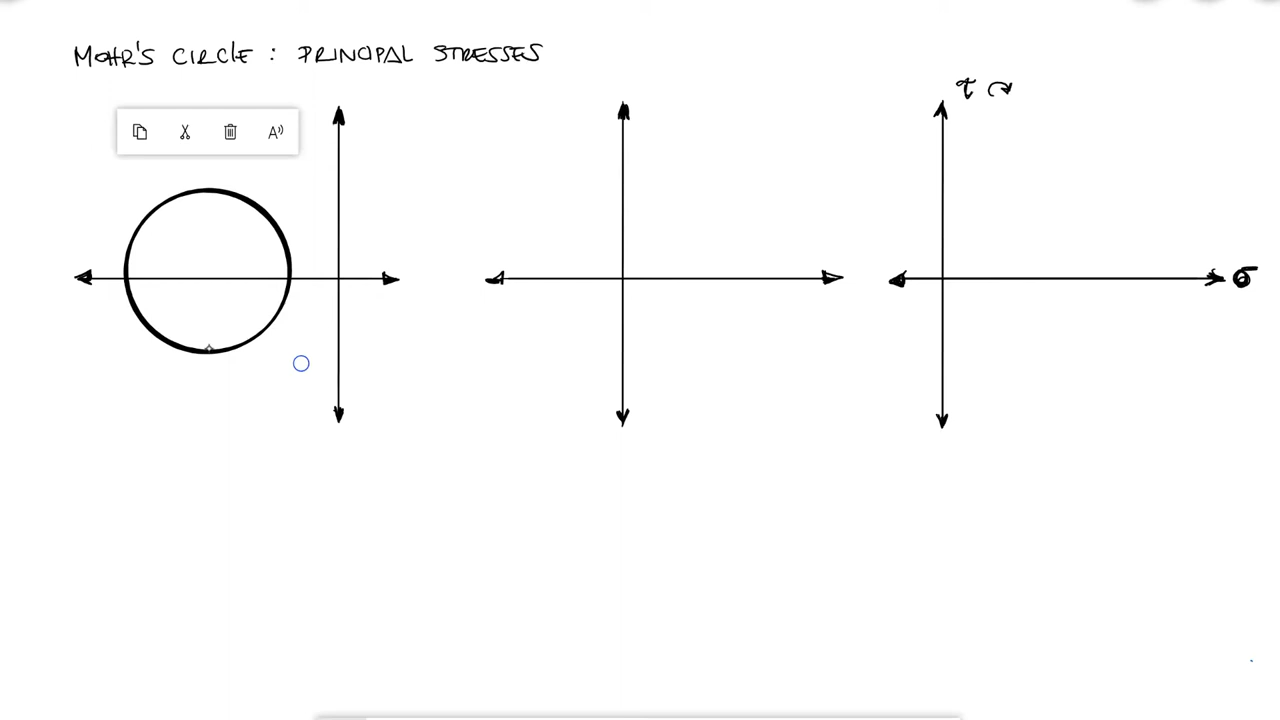 MOHR'S CIRCLE : PRINCIPAL STRESSES
τ
σ
A